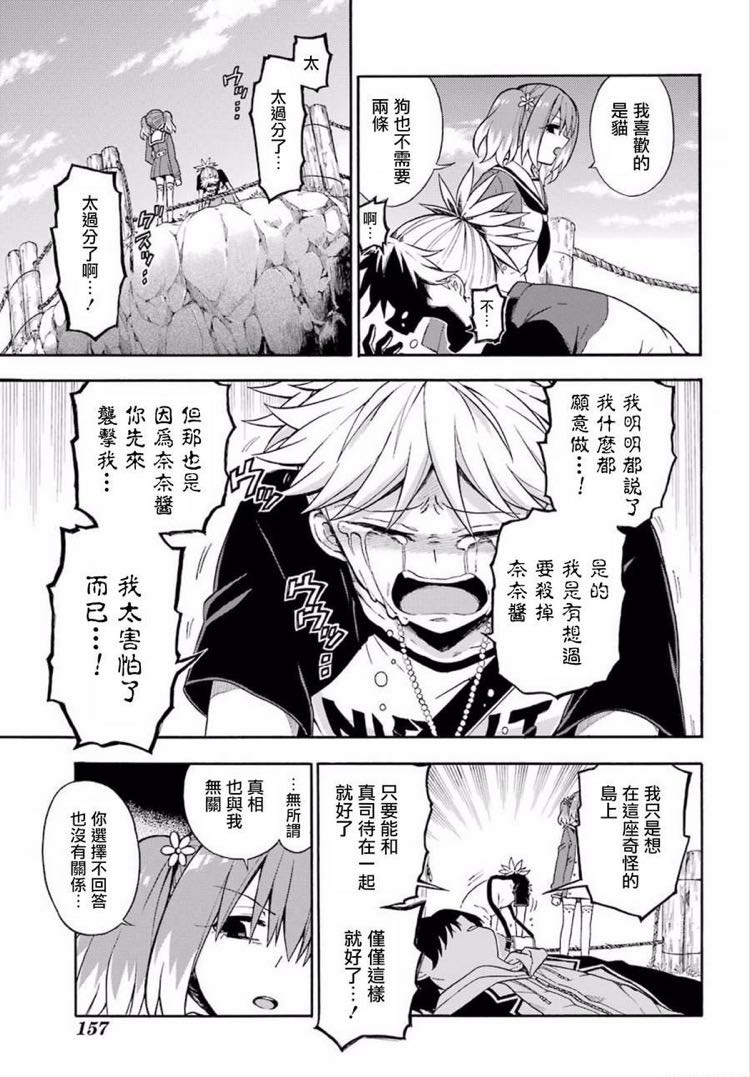 我喜歡的
是貓
狗也不需要
兩條
啊…
不…
太
太過分了…
太過分了啊…!
ウッ…
グスッ…
我明明都說了
我什麼都
願意做…!
是的
我是有想過
要殺掉
奈奈醬
但那也是
因爲奈奈醬
你先來
襲擊我…
我太害怕了
而已…!
我只是想
在這座奇怪的
島上
只要能和
真司待在一起
就好了
僅僅這樣
就好了…!
…無所謂
真相
也與我
無關
你選擇不回答
也沒有關係…
157